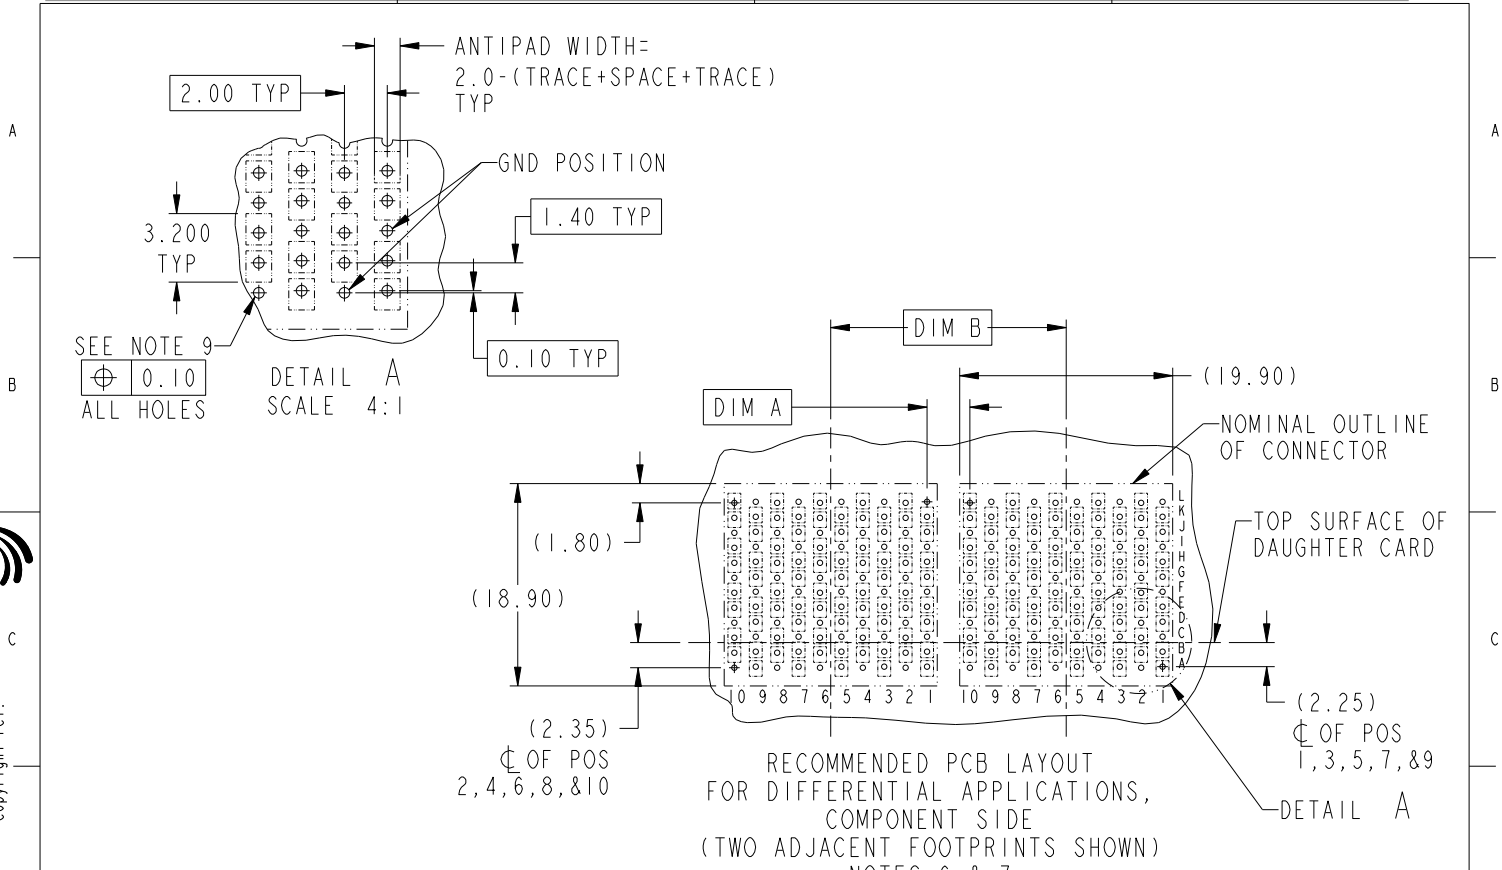 ANTIPAD WIDTH=
2.0-(TRACE+SPACE+TRACE)
TYP
2.00 TYP
A
A
GND POSITION
1.40 TYP
3.200
TYP
SEE NOTE 9
0.10
ALL HOLES
DETAIL A
SCALE 4:1
0.10 TYP
DIM B
B
B
DIM A
(19.90)
NOMINAL OUTLINE
OF CONNECTOR
L
K
J
I
H
G
F
E
D
C
B
A
TOP SURFACE OF
DAUGHTER CARD
(1.80)
(18.90)
C
C
10 9 8 7 6 5 4 3 2 1
10 9 8 7 6 5 4 3 2 1
(2.35)
℄ OF POS
2,4,6,8,&10
(2.25)
℄ OF POS
1,3,5,7,&9
DETAIL A
RECOMMENDED PCB LAYOUT
FOR DIFFERENTIAL APPLICATIONS,
COMPONENT SIDE
(TWO ADJACENT FOOTPRINTS SHOWN)
NOTES 6 & 7